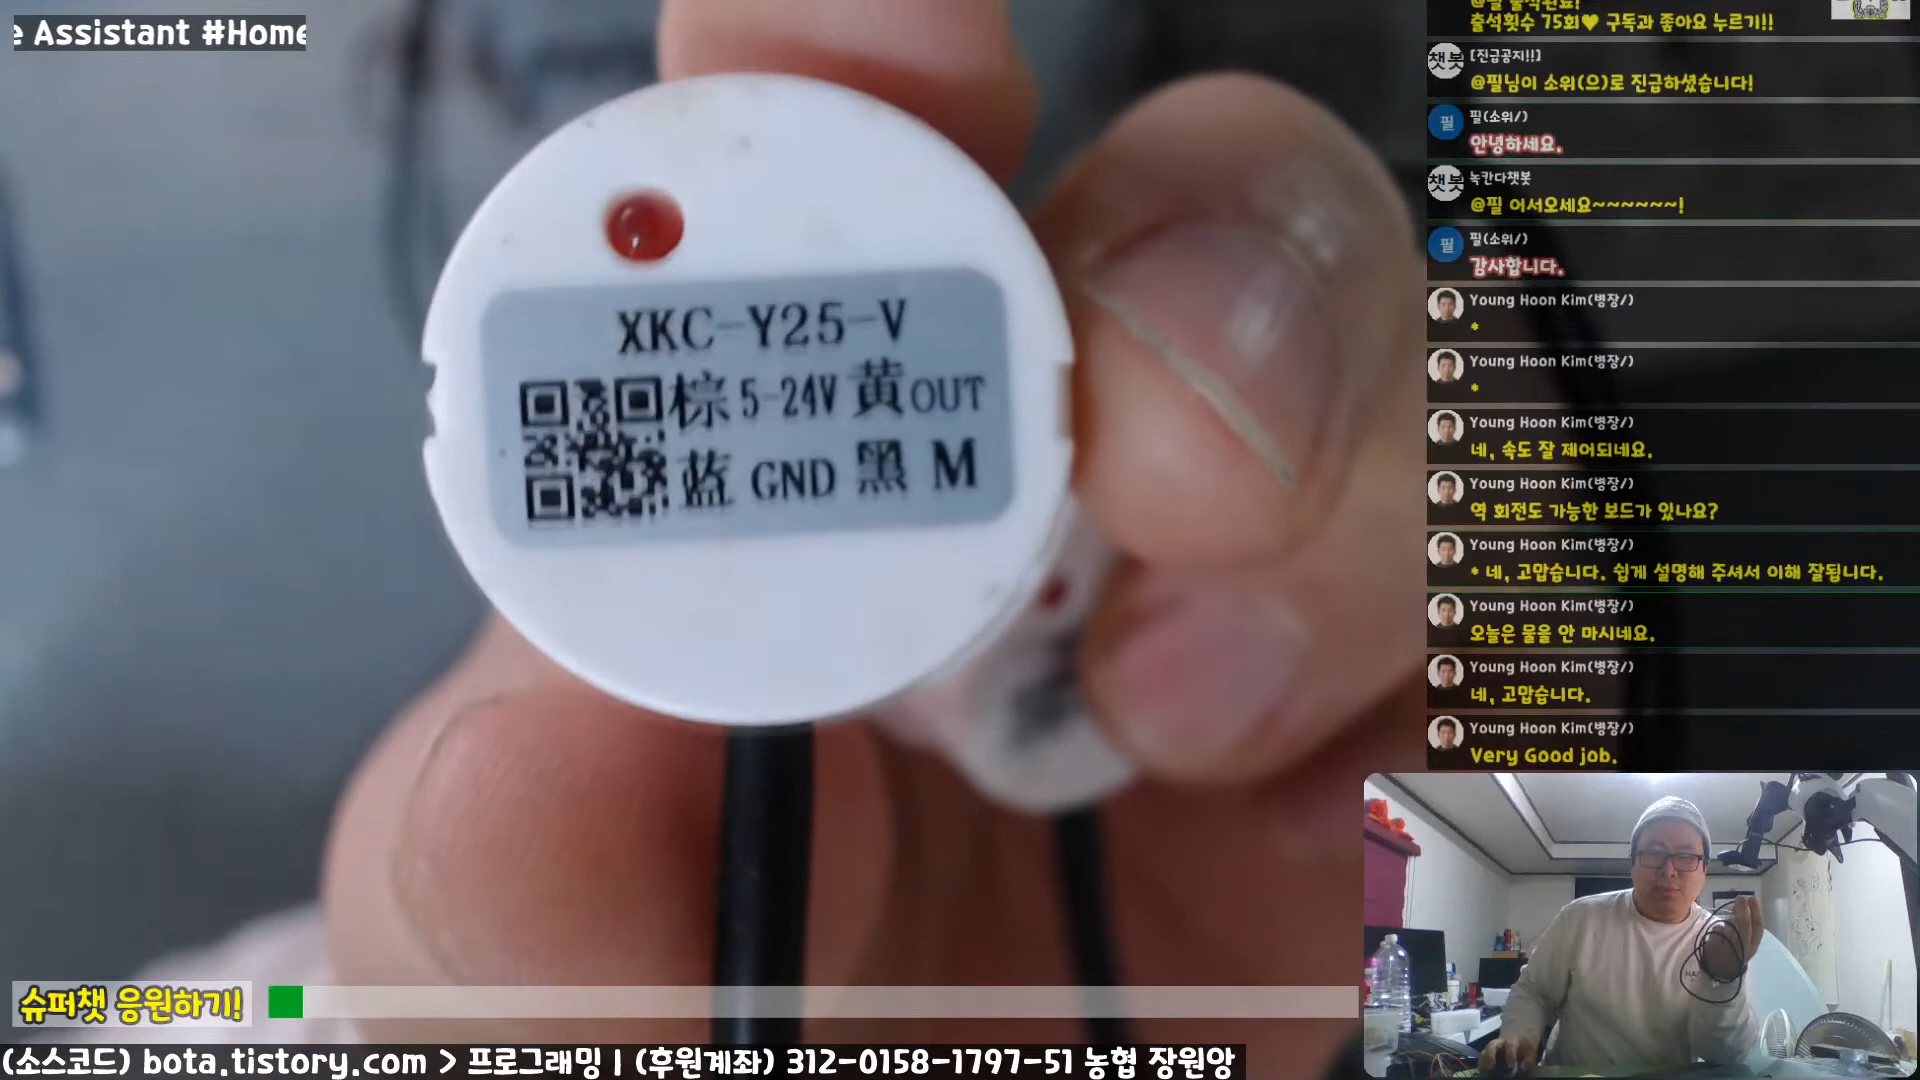 e Assistant #Home
XKC-Y25-V
棕 5-24V 黄 OUT
蓝 GND 黑 M
출석횟수 75회♥ 구독과 좋아요 누르기!!
챗봇
[진급공지!!]
@필님이 소위(으)로 진급하셨습니다!
필
필(소위/)
안녕하세요.
챗봇
녹칸다챗봇
@필 어서오세요~~~~~~!
필
필(소위/)
감사합니다.
Young Hoon Kim(병장/)
*
Young Hoon Kim(병장/)
*
Young Hoon Kim(병장/)
네, 속도 잘 제어되네요.
Young Hoon Kim(병장/)
역 회전도 가능한 보드가 있나요?
Young Hoon Kim(병장/)
* 네, 고맙습니다. 쉽게 설명해 주셔서 이해 잘됩니다.
Young Hoon Kim(병장/)
오늘은 물을 안 마시네요.
Young Hoon Kim(병장/)
네, 고맙습니다.
Young Hoon Kim(병장/)
Very Good job.
슈퍼챗 응원하기!
(소스코드) bota.tistory.com > 프로그래밍 | (후원계좌) 312-0158-1797-51 농협 장원앙